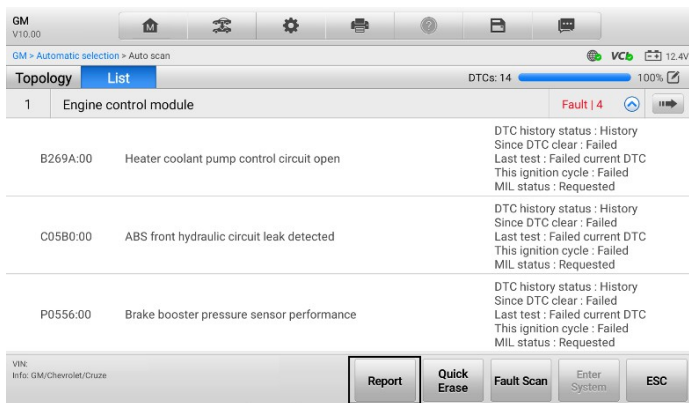 GM
V10.00
M
?
GM > Automatic selection > Auto scan
VCb
12.4V
Topology
List
DTCs: 14
100%
1
Engine control module
Fault | 4
B269A:00
Heater coolant pump control circuit open
DTC history status : History
Since DTC clear : Failed
Last test : Failed current DTC
This ignition cycle : Failed
MIL status : Requested
C05B0:00
ABS front hydraulic circuit leak detected
DTC history status : History
Since DTC clear : Failed
Last test : Failed current DTC
This ignition cycle : Failed
MIL status : Requested
P0556:00
Brake booster pressure sensor performance
DTC history status : History
Since DTC clear : Failed
Last test : Failed current DTC
This ignition cycle : Failed
MIL status : Requested
VIN:
Info: GM/Chevrolet/Cruze
Report
Quick
Erase
Fault Scan
Enter
System
ESC